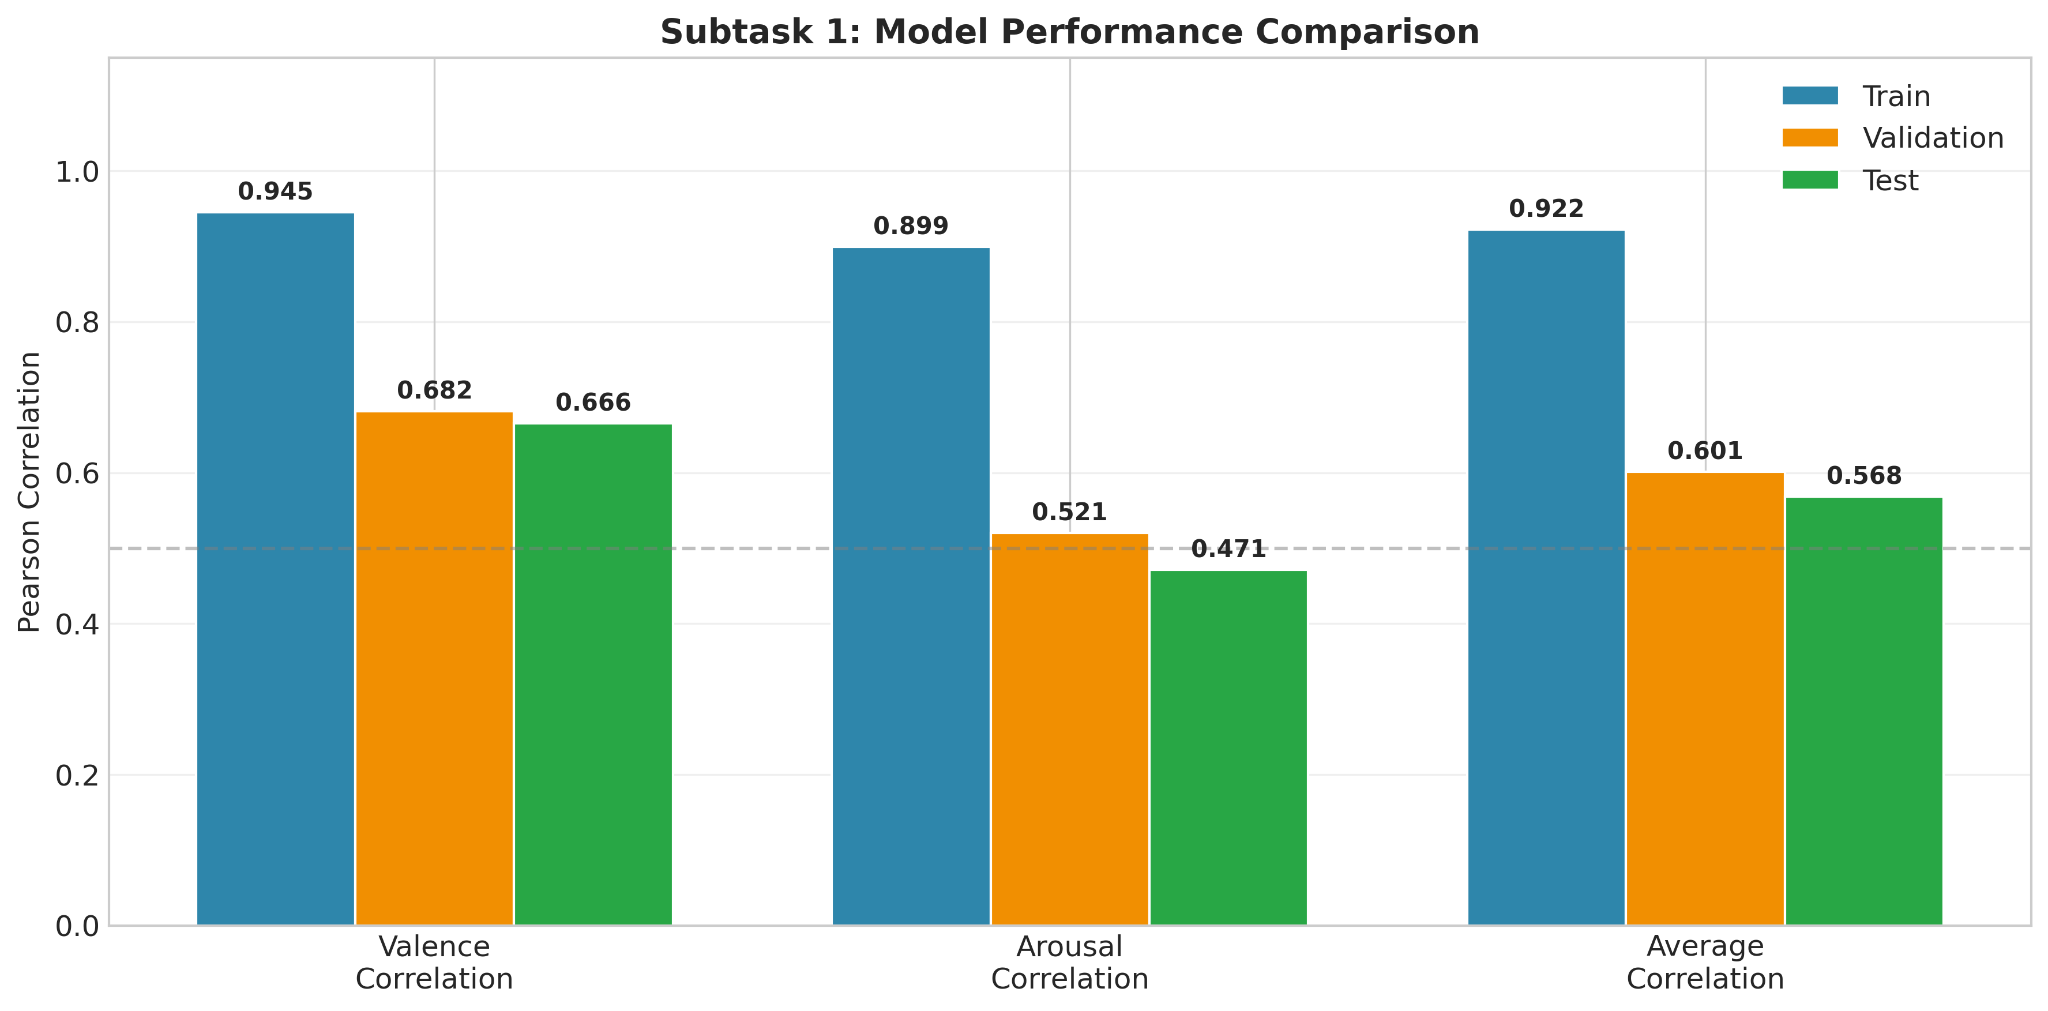 Subtask 1: Model Performance Comparison
Train
Validation
Test
Pearson Correlation
1.0
0.8
0.6
0.4
0.2
0.0
0.945
0.682
0.666
0.899
0.521
0.471
0.922
0.601
0.568
Valence
Correlation
Arousal
Correlation
Average
Correlation